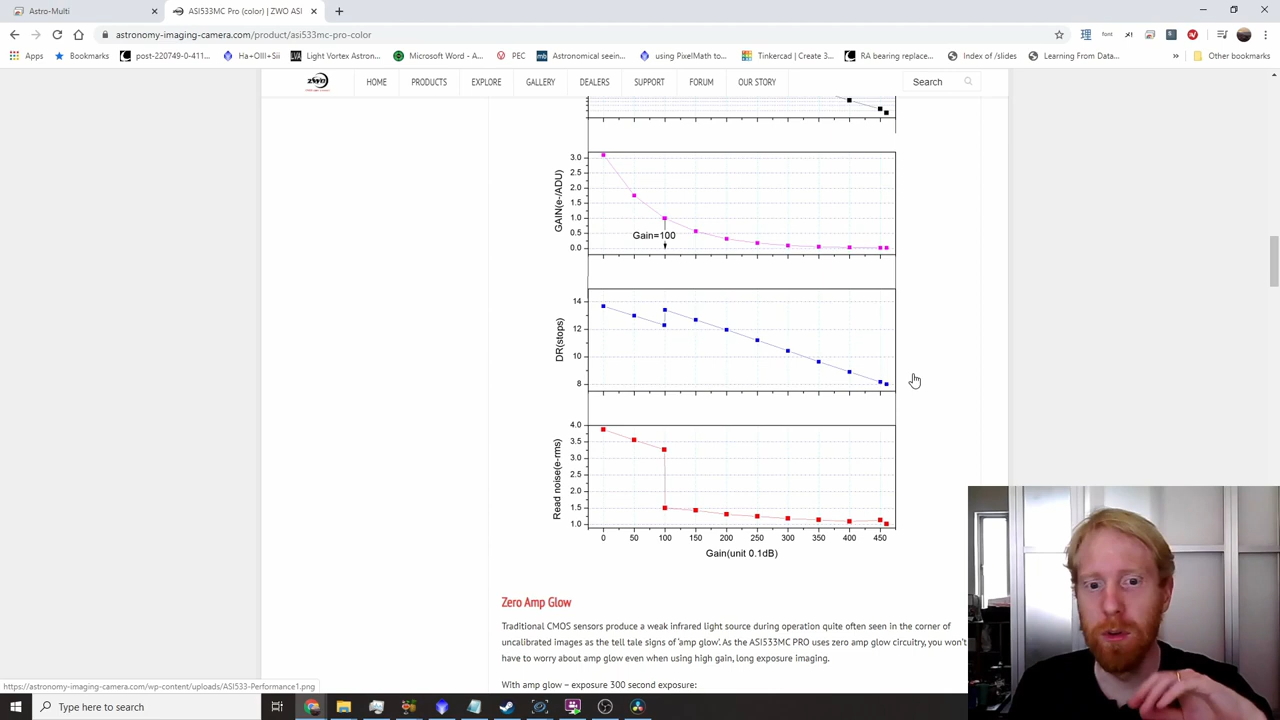 Astro-Multi
ASI533MC Pro (color) | ZWO ASI
astronomy-imaging-camera.com/product/asi533mc-pro-color
Apps
Bookmarks
post-220749-0-411...
Ha+OIII+Sii
Light Vortex Astron...
Microsoft Word - A...
PEC
Astronomical seein...
using PixelMath to...
Tinkercad | Create 3...
RA bearing replace...
Index of/slides
Learning From Data...
»
Other bookmarks
ZWO
HOME
PRODUCTS
EXPLORE
GALLERY
DEALERS
SUPPORT
FORUM
OUR STORY
Search
GAIN(e-/ADU)
3.0
2.5
2.0
1.5
1.0
0.5
0.0
Gain=100
DR(stops)
14
12
10
8
Read noise(e-rms)
4.0
3.5
3.0
2.5
2.0
1.5
1.0
0 50 100 150 200 250 300 350 400 450
Gain(unit 0.1dB)
Zero Amp Glow
Traditional CMOS sensors produce a weak infrared light source during operation quite often seen in the corner of
uncalibrated images as the tell tale signs of 'amp glow'. As the ASI533MC PRO uses zero amp glow circuitry, you won't
have to worry about amp glow even when using high gain, long exposure imaging.
With amp glow – exposure 300 second exposure:
https://astronomy-imaging-camera.com/wp-content/uploads/ASI533-Performance1.png
Type here to search